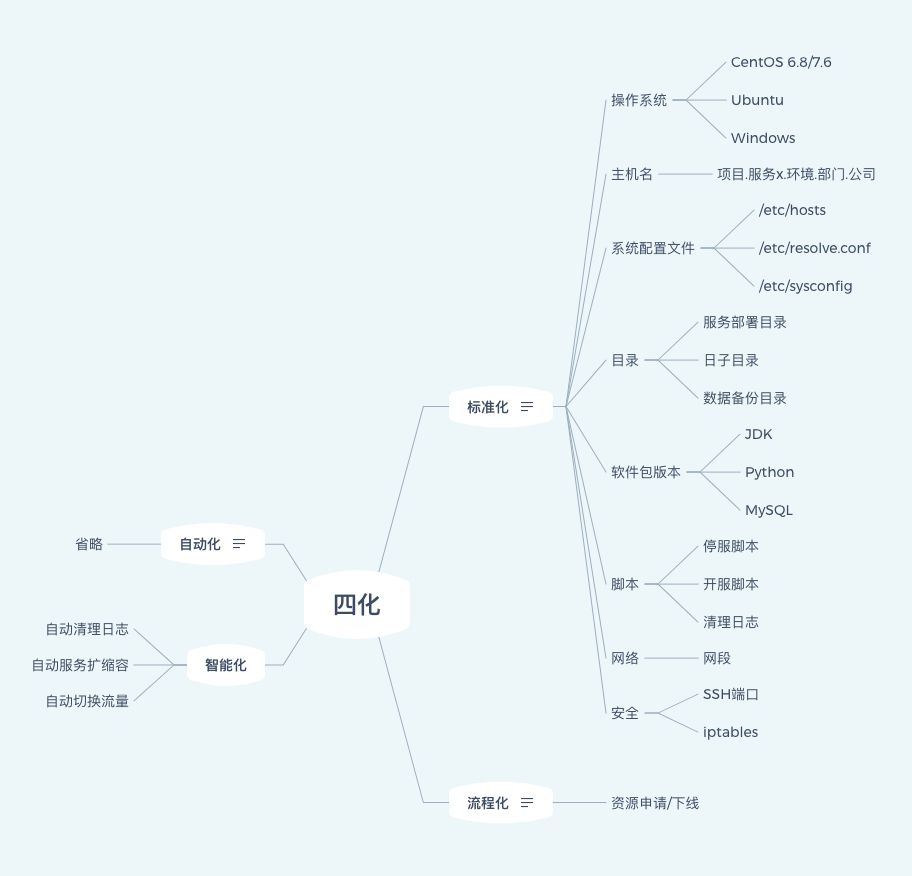 四化
标准化
操作系统
CentOS 6.8/7.6
Ubuntu
Windows
主机名
项目.服务x.环境.部门.公司
系统配置文件
/etc/hosts
/etc/resolve.conf
/etc/sysconfig
目录
服务部署目录
日子目录
数据备份目录
软件包版本
JDK
Python
MySQL
脚本
停服脚本
开服脚本
清理日志
网络
网段
安全
SSH端口
iptables
流程化
资源申请/下线
自动化
省略
智能化
自动清理日志
自动服务扩缩容
自动切换流量